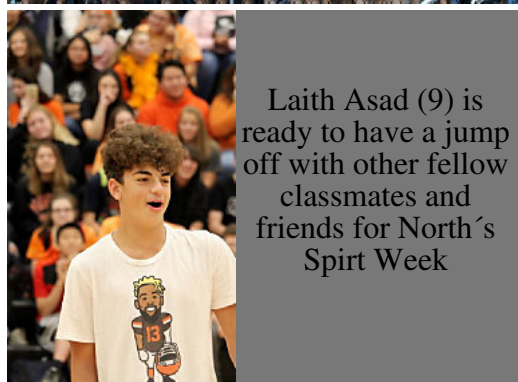 Laith Asad (9) is
ready to have a jump
off with other fellow
classmates and
friends for North´s
Spirt Week
13